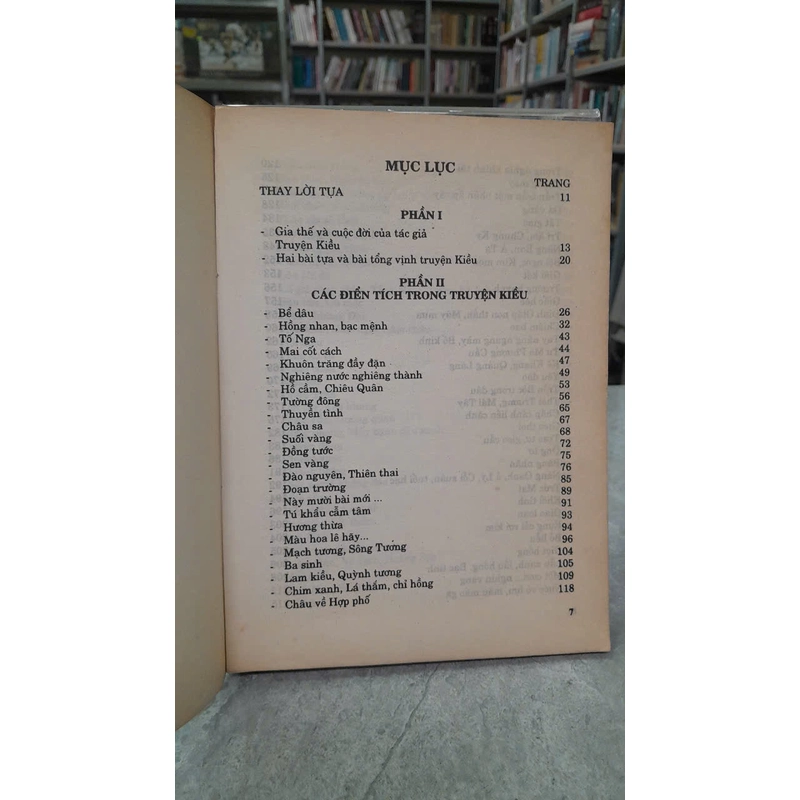 MỤC LỤC
TRANG
THAY LỜI TỰA 11
PHẦN I
- Gia thế và cuộc đời của tác giả
Truyện Kiều 13
- Hai bài tựa và bài tổng vịnh truyện Kiều 20
PHẦN II
CÁC ĐIỂN TÍCH TRONG TRUYỆN KIỀU
- Bể dâu 26
- Hồng nhan, bạc mệnh 32
- Tố Nga 43
- Mai cốt cách 44
- Khuôn trăng đầy đặn 47
- Nghiêng nước nghiêng thành 49
- Hồ cầm, Chiêu Quân 53
- Tường đông 56
- Thuyền tình 65
- Châu sa 67
- Suối vàng 68
- Đồng tước 72
- Sen vàng 75
- Đào nguyên, Thiên thai 76
- Đoạn trường 85
- Này mười bài mới ... 89
- Tú khẩu cẫm tâm 91
- Hương thừa 93
- Màu hoa lê hãy... 94
- Mạch tương, Sông Tướng 96
- Ba sinh 104
- Lam kiều, Quỳnh tương 105
- Chim xanh, Lá thắm, chỉ hồng 109
- Châu về Hợp phố 118
7